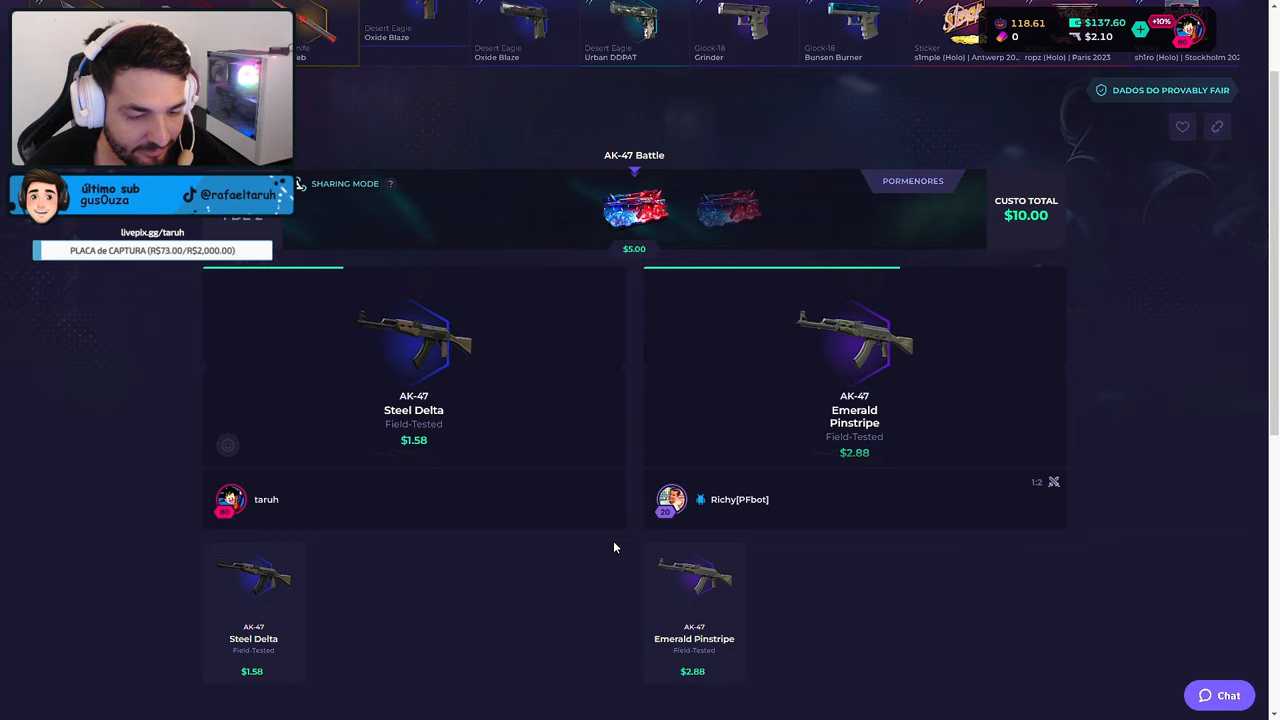 Desert Eagle
Oxide Blaze
Desert Eagle
Oxide Blaze
Desert Eagle
Urban DDPAT
Glock-18
Grinder
Glock-18
Bunsen Burner
Sticker
s1mple (Holo) | Antwerp 20...
ropz (Holo) | Paris 2023
sh1ro (Holo) | Stockholm 202
118.61
0
$137.60
$2.10
+10%
80
DADOS DO PROVABLY FAIR
AK-47 Battle
SHARING MODE ?
PORMENORES
CUSTO TOTAL
$10.00
$5.00
último sub
gus0uza
@rafaeltaruh
livepix.gg/taruh
PLACA de CAPTURA (R$73.00/R$2,000.00)
AK-47
Steel Delta
Field-Tested
$1.58
AK-47
Emerald
Pinstripe
Field-Tested
$2.88
80
taruh
20
Richy[PFbot]
1:2
AK-47
Steel Delta
Field-Tested
$1.58
AK-47
Emerald Pinstripe
Field-Tested
$2.88
Chat